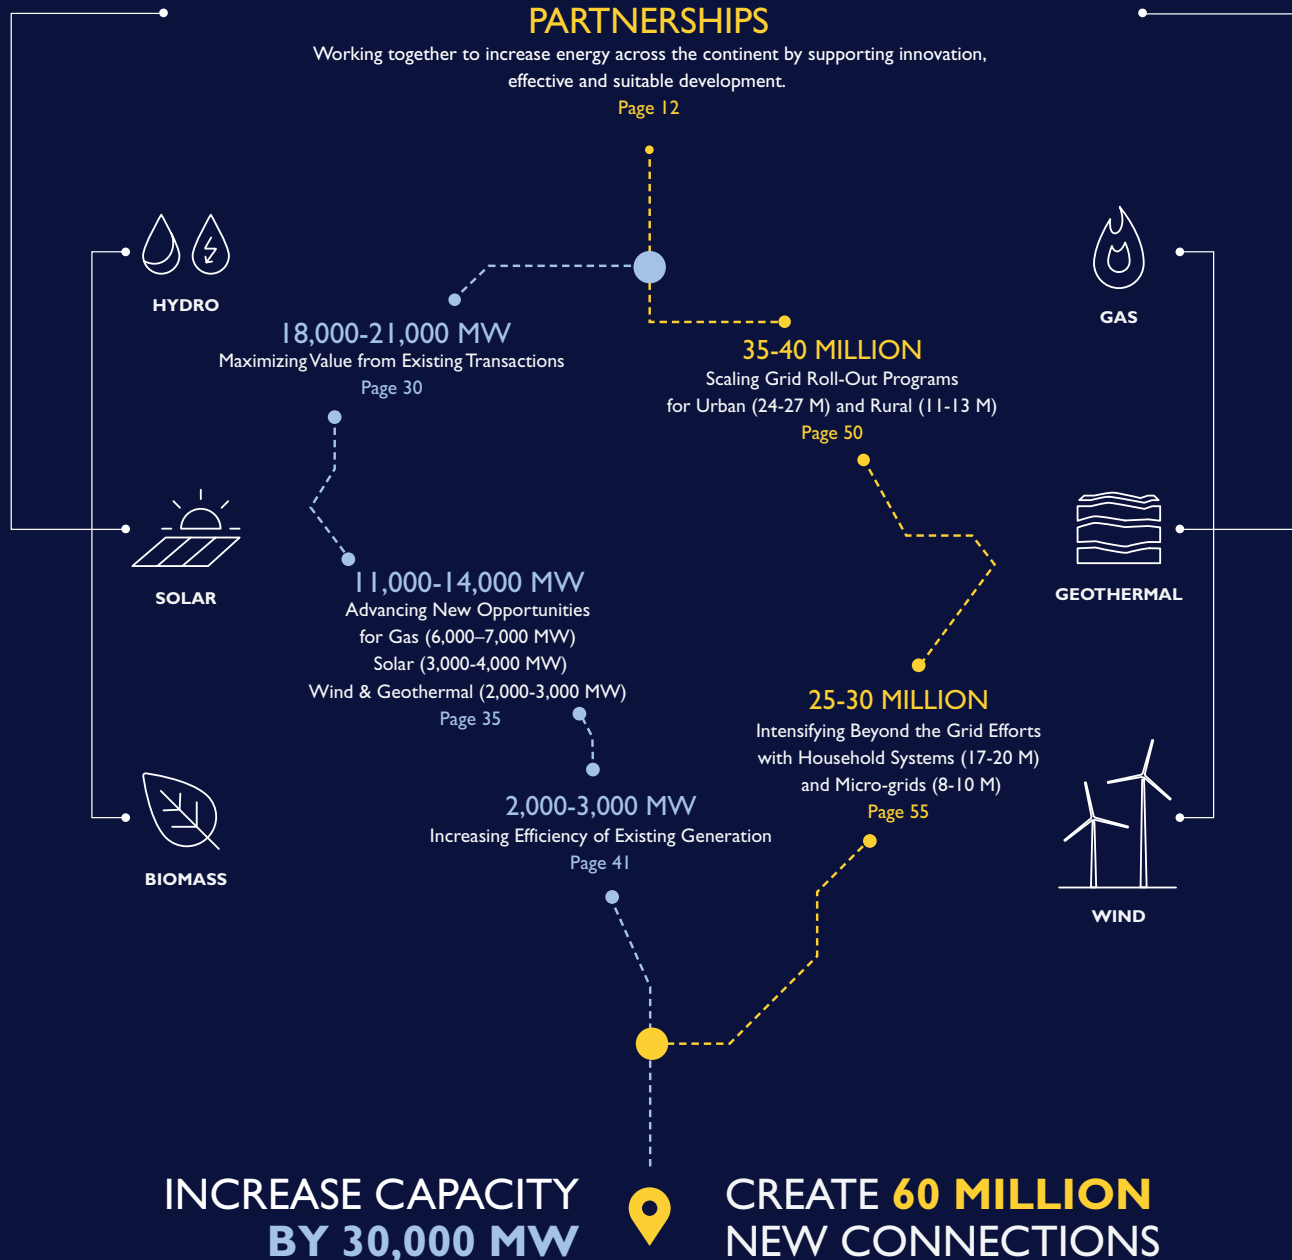 PARTNERSHIPS
Working together to increase energy across the continent by supporting innovation,
effective and suitable development.
Page 12
HYDRO
SOLAR
BIOMASS
18,000-21,000 MW
Maximizing Value from Existing Transactions
Page 30
11,000-14,000 MW
Advancing New Opportunities
for Gas (6,000–7,000 MW)
Solar (3,000-4,000 MW)
Wind & Geothermal (2,000-3,000 MW)
Page 35
2,000-3,000 MW
Increasing Efficiency of Existing Generation
Page 41
35-40 MILLION
Scaling Grid Roll-Out Programs
for Urban (24-27 M) and Rural (11-13 M)
Page 50
25-30 MILLION
Intensifying Beyond the Grid Efforts
with Household Systems (17-20 M)
and Micro-grids (8-10 M)
Page 55
GAS
GEOTHERMAL
WIND
INCREASE CAPACITY
BY 30,000 MW
CREATE 60 MILLION
NEW CONNECTIONS